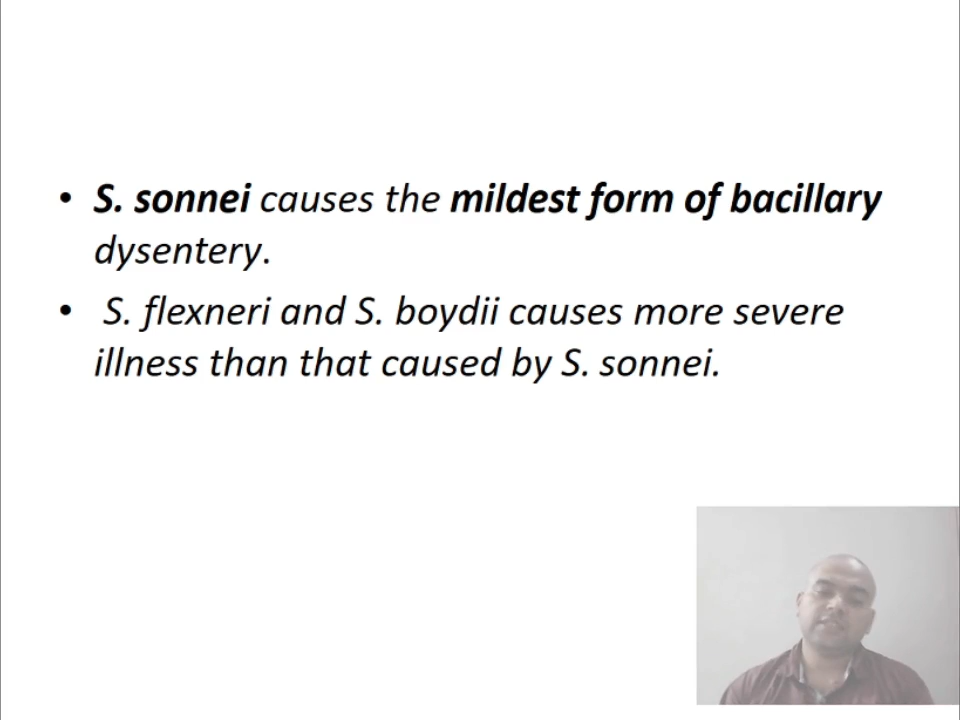 • S. sonnei causes the mildest form of bacillary
dysentery.
• S. flexneri and S. boydii causes more severe
illness than that caused by S. sonnei.